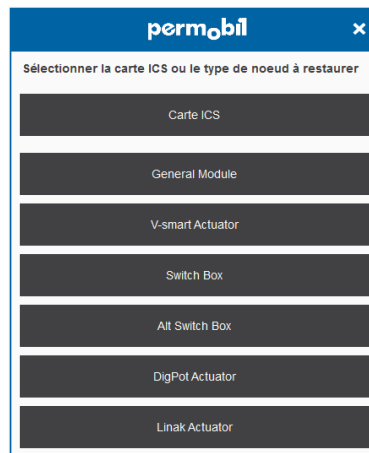 permobil
Sélectionner la carte ICS ou le type de noeud à restaurer
Carte ICS
General Module
V-smart Actuator
Switch Box
Alt Switch Box
DigPot Actuator
Linak Actuator